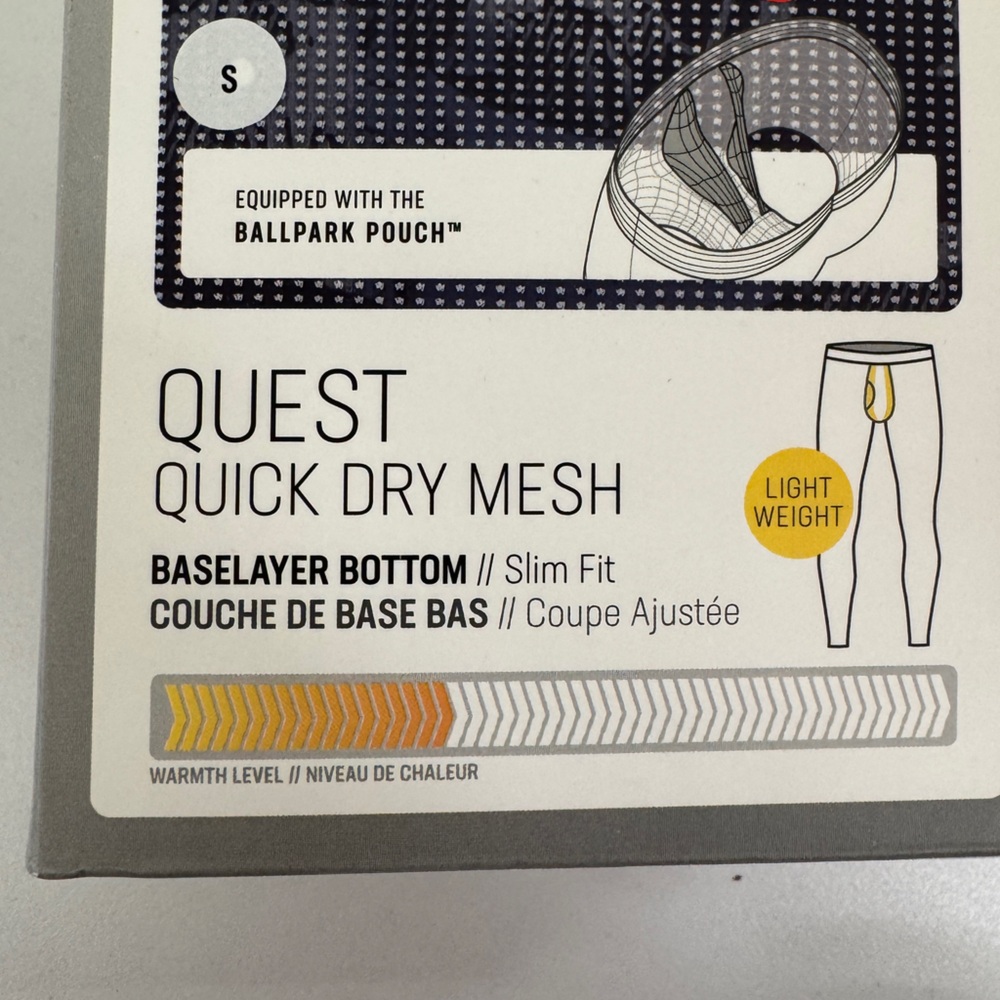 S
EQUIPPED WITH THE
BALLPARK POUCH™
QUEST
QUICK DRY MESH
LIGHT
WEIGHT
BASELAYER BOTTOM // Slim Fit
COUCHE DE BASE BAS // Coupe Ajustée
WARMTH LEVEL // NIVEAU DE CHALEUR